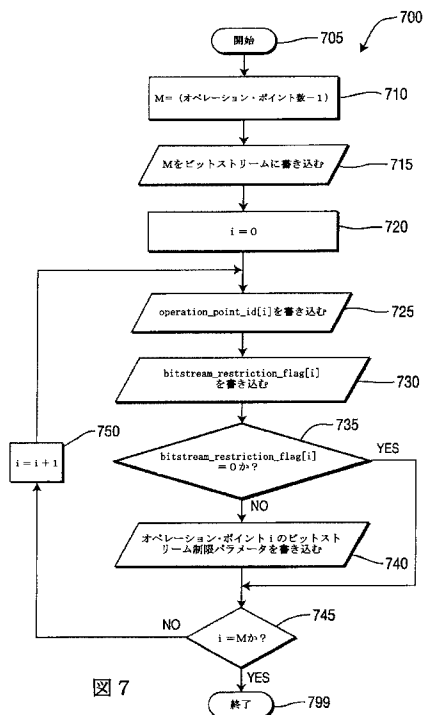 700
開始
705
M=(オペレーション・ポイント数−1)
710
Mをビットストリームに書き込む
715
i=0
720
operation_point_id[i]を書き込む
725
bitstream_restriction_flag[i]
を書き込む
730
735
bitstream_restriction_flag[i]
=0か?
YES
NO
750
i=i+1
オペレーション・ポイントiのビットスト
リーム制限パラメータを書き込む
740
745
i=Mか?
NO
YES
図7
終了
799